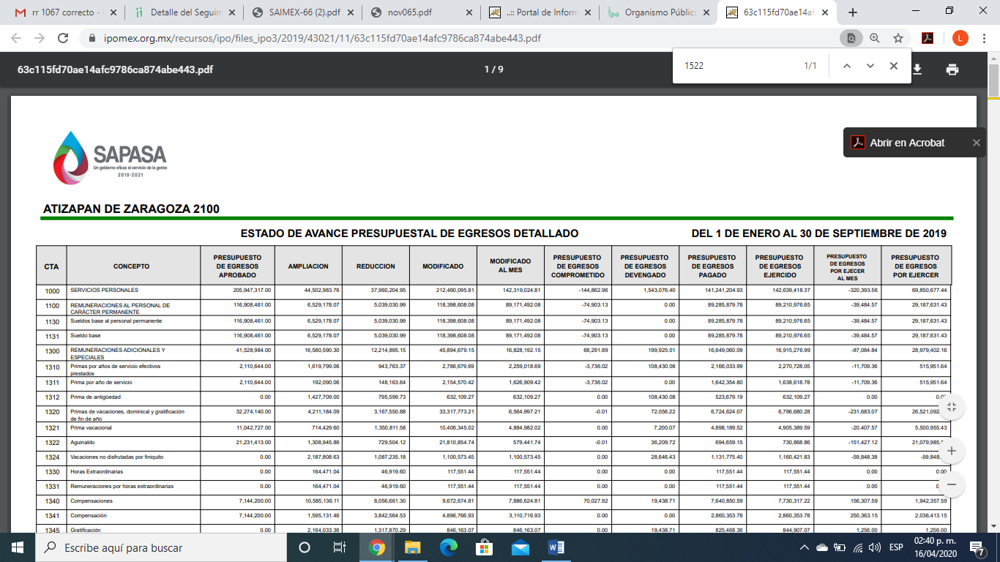 rr 1067 correcto - Detalle del Seguim SAIMEX-66 (2).pdf nov065.pdf ..:: Portal de Inform Organismo Públic 63c115fd70ae14af
ipomex.org.mx/recursos/ipo/files_ipo3/2019/43021/11/63c115fd70ae14afc9786ca874abe443.pdf L
63c115fd70ae14afc9786ca874abe443.pdf 1 / 9 1522 1/1
Abrir en Acrobat
SAPASA
Un gobierno eficaz al servicio de la gente
2019-2021
ATIZAPAN DE ZARAGOZA 2100
ESTADO DE AVANCE PRESUPUESTAL DE EGRESOS DETALLADO DEL 1 DE ENERO AL 30 DE SEPTIEMBRE DE 2019
CTA CONCEPTO PRESUPUESTO DE EGRESOS APROBADO AMPLIACION REDUCCION MODIFICADO MODIFICADO AL MES PRESUPUESTO DE EGRESOS COMPROMETIDO PRESUPUESTO DE EGRESOS DEVENGADO PRESUPUESTO DE EGRESOS PAGADO PRESUPUESTO DE EGRESOS EJERCIDO PRESUPUESTO DE EGRESOS POR EJECER AL MES PRESUPUESTO DE EGRESOS POR EJERCER
1000 SERVICIOS PERSONALES 205,947,317.00 44,502,983.76 37,960,204.95 212,490,095.81 142,319,024.81 -144,862.96 1,543,076.40 141,241,204.93 142,639,418.37 -320,393.56 69,850,677.44
1100 REMUNERACIONES AL PERSONAL DE CARÁCTER PERMANENTE 116,908,461.00 6,529,178.07 5,039,030.99 118,398,608.08 89,171,492.08 -74,903.13 0.00 89,285,879.78 89,210,976.65 -39,484.57 29,187,631.43
1130 Sueldos base al personal permanente 116,908,461.00 6,529,178.07 5,039,030.99 118,398,608.08 89,171,492.08 -74,903.13 0.00 89,285,879.78 89,210,976.65 -39,484.57 29,187,631.43
1131 Sueldo base 116,908,461.00 6,529,178.07 5,039,030.99 118,398,608.08 89,171,492.08 -74,903.13 0.00 89,285,879.78 89,210,976.65 -39,484.57 29,187,631.43
1300 REMUNERACIONES ADICIONALES Y ESPECIALES 41,528,984.00 16,580,590.30 12,214,895.15 45,894,679.15 16,828,192.15 66,291.89 199,925.01 16,649,060.09 16,915,276.99 -87,084.84 28,979,402.16
1310 Primas por años de servicio efectivos prestados 2,110,644.00 1,619,799.06 943,763.37 2,786,679.69 2,259,018.69 -3,736.02 108,430.08 2,166,033.99 2,270,728.05 -11,709.36 515,951.64
1311 Prima por año de servicio 2,110,644.00 192,090.06 148,163.64 2,154,570.42 1,626,909.42 -3,736.02 0.00 1,642,354.80 1,638,618.78 -11,709.36 515,951.64
1312 Prima de antigüedad 0.00 1,427,709.00 795,599.73 632,109.27 632,109.27 0.00 108,430.08 523,679.19 632,109.27 0.00
1320 Primas de vacaciones, dominical y gratificación de fin de año 32,274,140.00 4,211,184.09 3,167,550.88 33,317,773.21 6,564,997.21 -0.01 72,056.22 6,724,624.07 6,796,680.28 -231,683.07 26,521,092
1321 Prima vacacional 11,042,727.00 714,429.60 1,350,811.58 10,406,345.02 4,884,982.02 0.00 7,200.07 4,898,189.52 4,905,389.59 -20,407.57 5,500,955.43
1322 Aguinaldo 21,231,413.00 1,308,945.86 729,504.12 21,810,854.74 579,441.74 -0.01 36,209.72 694,659.15 730,868.86 -151,427.12 21,079,985
1324 Vacaciones no disfrutadas por finiquito 0.00 2,187,808.63 1,087,235.18 1,100,573.45 1,100,573.45 0.00 28,646.43 1,131,775.40 1,160,421.83 -59,848.38 -59,848
1330 Horas Extraordinarias 0.00 164,471.04 46,919.60 117,551.44 117,551.44 0.00 0.00 117,551.44 117,551.44 0.00 0.00
1331 Remuneraciones por horas extraordinarias 0.00 164,471.04 46,919.60 117,551.44 117,551.44 0.00 0.00 117,551.44 117,551.44 0.00
1340 Compensaciones 7,144,200.00 10,585,136.11 8,056,661.30 9,672,674.81 7,886,624.81 70,027.92 19,438.71 7,640,850.59 7,730,317.22 156,307.59 1,942,357.59
1341 Compensación 7,144,200.00 1,595,131.46 3,842,564.53 4,896,766.93 3,110,716.93 0.00 0.00 2,860,353.78 2,860,353.78 250,363.15 2,036,413.15
1345 Gratificación 0.00 2,164,033.36 1,317,870.29 846,163.07 846,163.07 0.00 19,438.71 825,468.36 844,907.07 1,256.00 1,256.00
Escribe aquí para buscar ESP 02:40 p. m.
16/04/2020 7